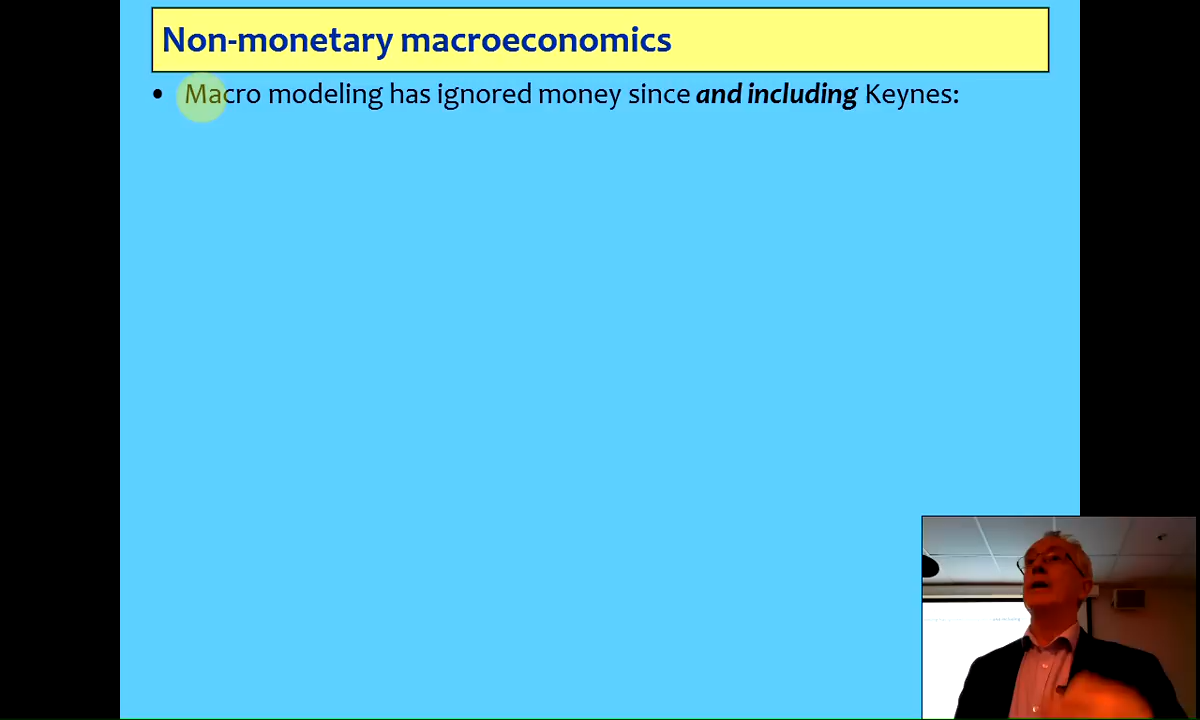 Non-monetary macroeconomics
• Macro modeling has ignored money since and including Keynes: